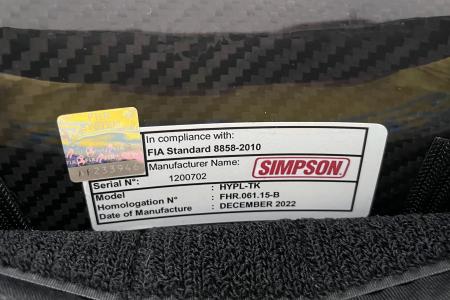 In compliance with:
FIA Standard 8858-2010
Manufacturer Name: SIMPSON
Serial N°: 1200702
Model : HYPL-TK
Homologation N° : FHR.061.15-B
Date of Manufacture : DECEMBER 2022